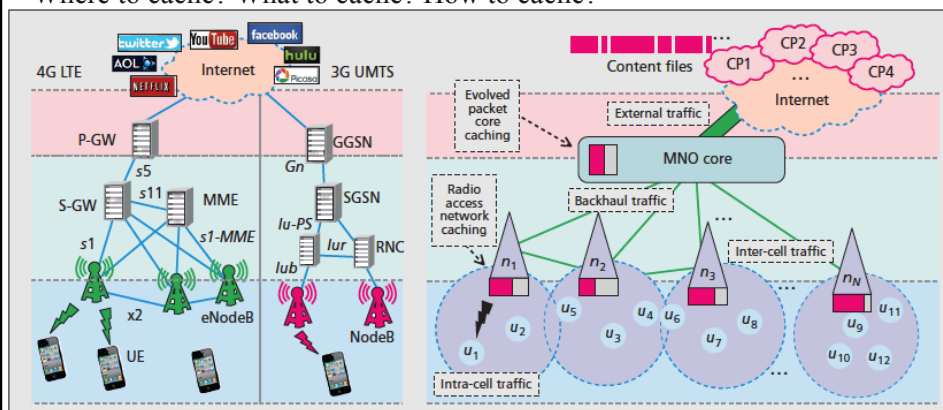 Where to cache? What to cache? How to cache?
twitter
YouTube
facebook
AOL
hulu
NETFLIX
Picasa
4G LTE
Internet
3G UMTS
P-GW
GGSN
s5
Gn
s11
MME
S-GW
SGSN
Iu-PS
s1
s1-MME
Iur
RNC
Iub
x2
eNodeB
NodeB
UE
Content files
...
CP1
CP2
CP3
CP4
...
Internet
Evolved
packet
core
caching
External traffic
MNO core
Radio
access
network
caching
Backhaul traffic
...
Inter-cell traffic
n1
n2
n3
nN
u1
u2
u3
u4
u5
u6
u7
u8
u9
u10
u11
u12
...
Intra-cell traffic